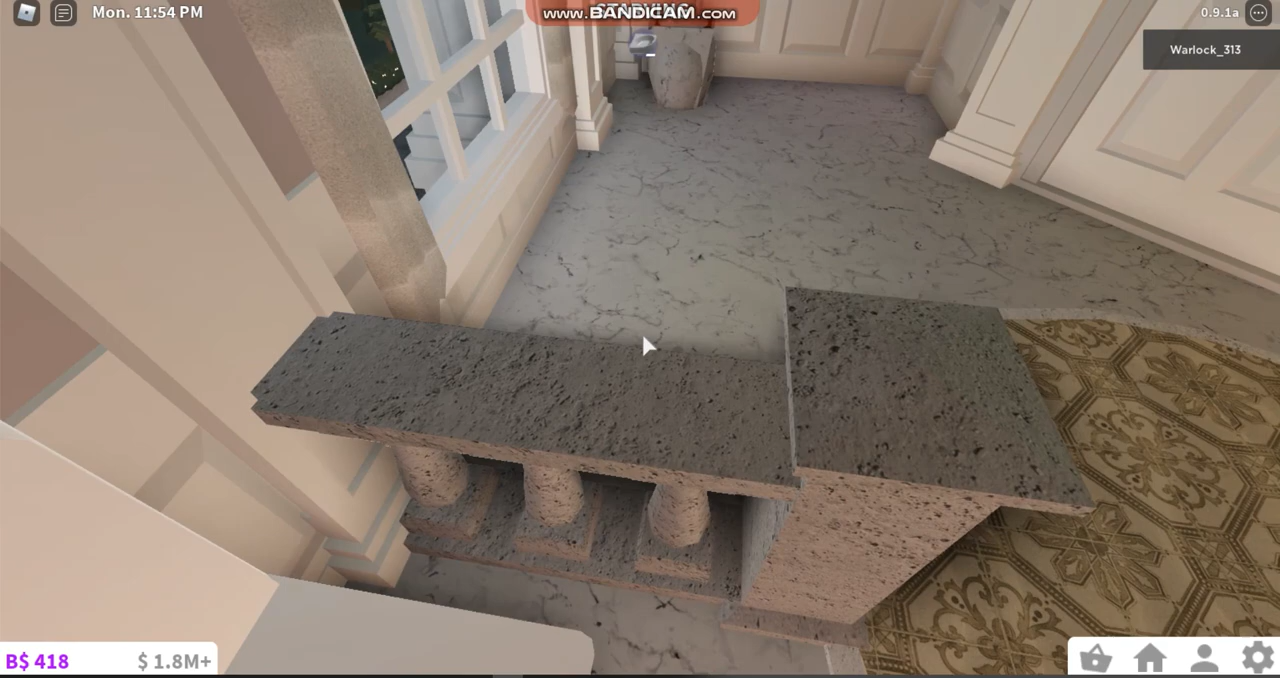 Mon. 11:54 PM
www.BANDICAM.com
0.9.1a
Warlock_313
B$ 418
$ 1.8M+